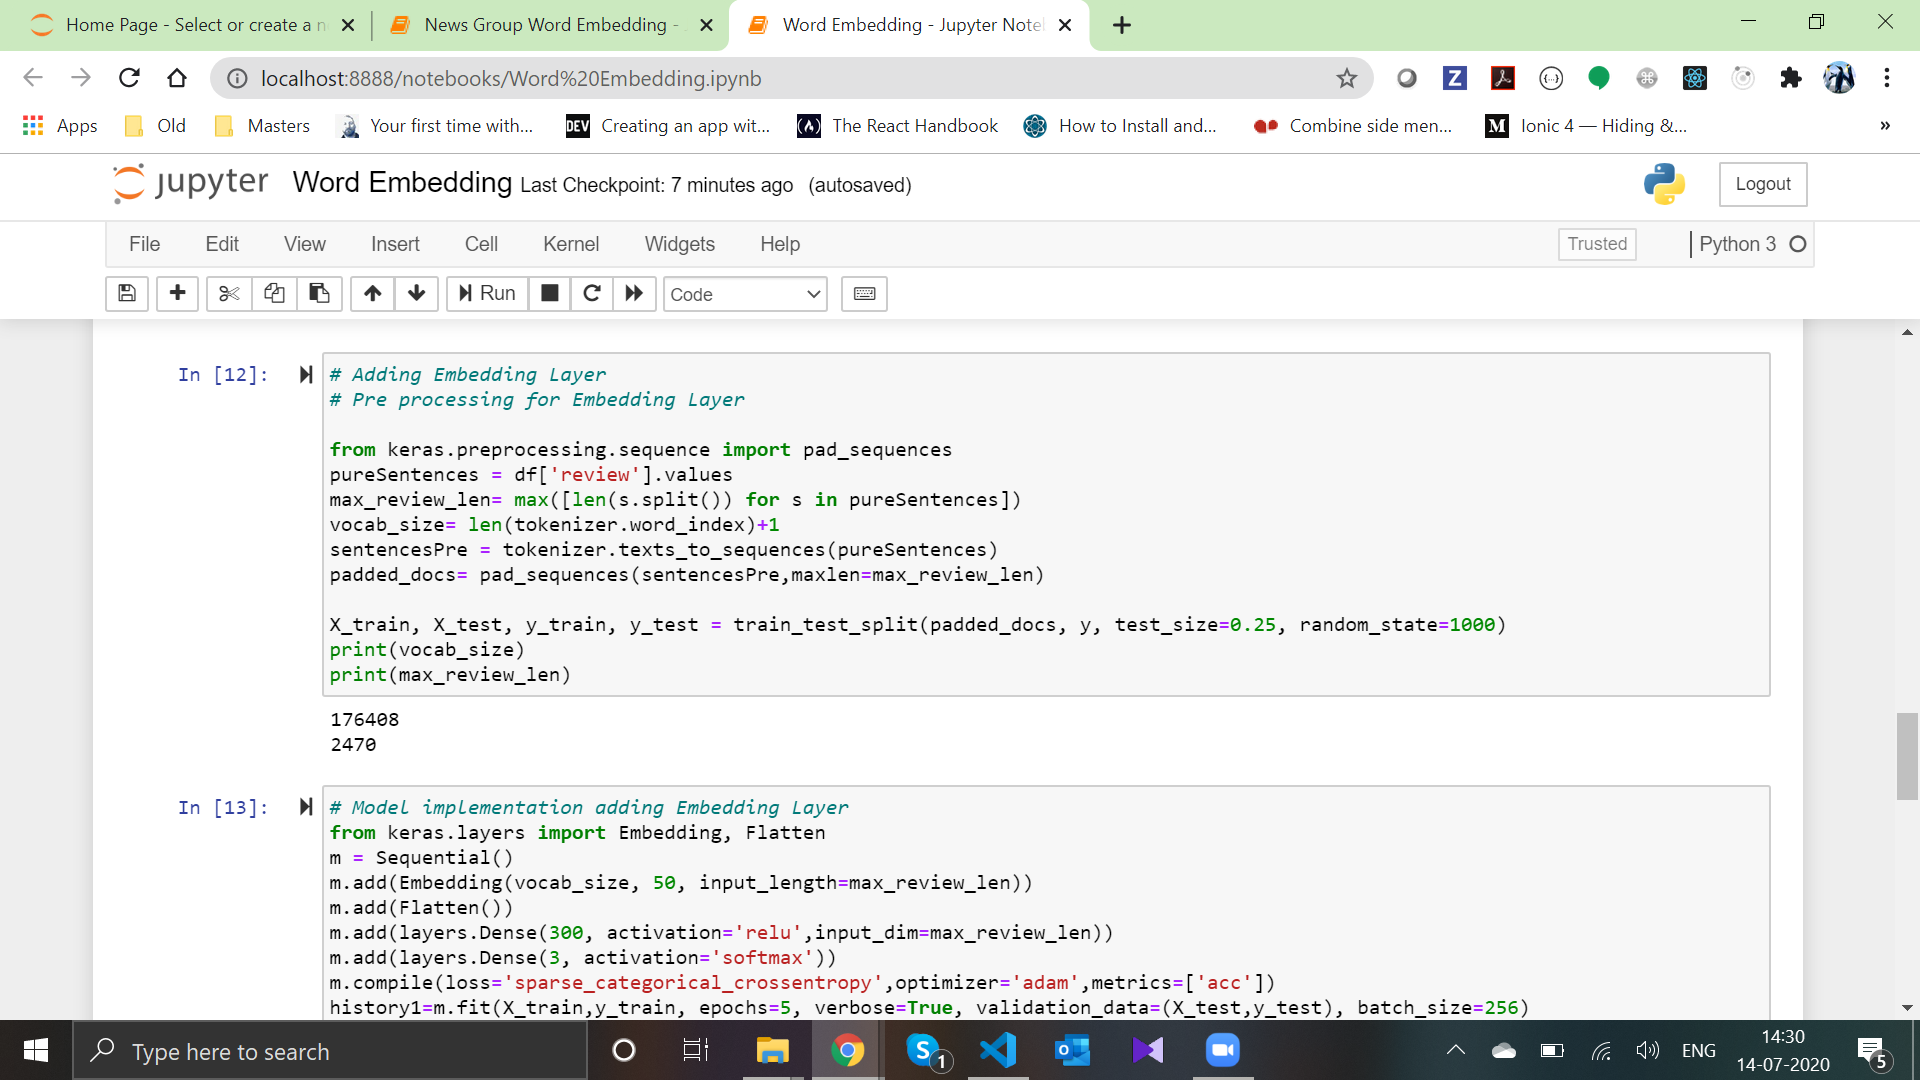 Home Page - Select or create a n
News Group Word Embedding -
Word Embedding - Jupyter Note
localhost:8888/notebooks/Word%20Embedding.ipynb
Apps
Old
Masters
Your first time with...
DEV
Creating an app wit...
The React Handbook
How to Install and...
Combine side men...
Ionic 4 — Hiding &...
»
jupyter Word Embedding Last Checkpoint: 7 minutes ago (autosaved)
Logout
File Edit View Insert Cell Kernel Widgets Help
Trusted
Python 3
Run
Code
In [12]:
# Adding Embedding Layer
# Pre processing for Embedding Layer
from keras.preprocessing.sequence import pad_sequences
pureSentences = df['review'].values
max_review_len= max([len(s.split()) for s in pureSentences])
vocab_size= len(tokenizer.word_index)+1
sentencesPre = tokenizer.texts_to_sequences(pureSentences)
padded_docs= pad_sequences(sentencesPre,maxlen=max_review_len)
X_train, X_test, y_train, y_test = train_test_split(padded_docs, y, test_size=0.25, random_state=1000)
print(vocab_size)
print(max_review_len)
176408
2470
In [13]:
# Model implementation adding Embedding Layer
from keras.layers import Embedding, Flatten
m = Sequential()
m.add(Embedding(vocab_size, 50, input_length=max_review_len))
m.add(Flatten())
m.add(layers.Dense(300, activation='relu',input_dim=max_review_len))
m.add(layers.Dense(3, activation='softmax'))
m.compile(loss='sparse_categorical_crossentropy',optimizer='adam',metrics=['acc'])
history1=m.fit(X_train,y_train, epochs=5, verbose=True, validation_data=(X_test,y_test), batch_size=256)
Type here to search
1
ENG
14:30
14-07-2020
5